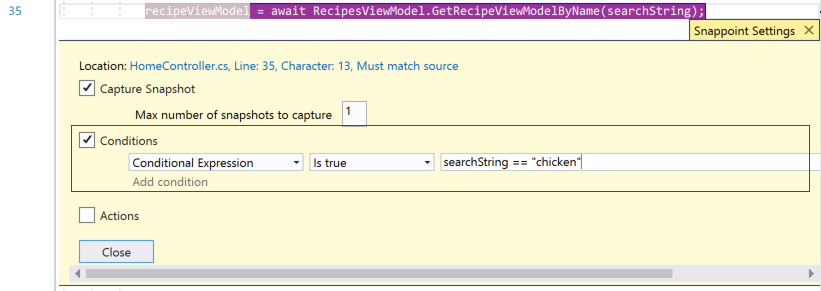 35 recipeViewModel = await RecipesViewModel.GetRecipeViewModelByName(searchString);
Snappoint Settings
Location: HomeController.cs, Line: 35, Character: 13, Must match source
Capture Snapshot
Max number of snapshots to capture 1
Conditions
Conditional Expression Is true searchString == "chicken"
Add condition
Actions
Close